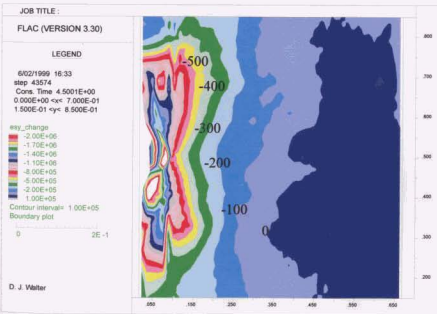 JOB TITLE :
FLAC (VERSION 3.30)
LEGEND
6/02/1999 16:33
step 43574
Cons. Time 4.5001E+00
0.000E+00 <x< 7.000E-01
1.500E-01 <y< 8.500E-01
esy_change
-2.00E+06
-1.70E+06
-1.40E+06
-1.10E+06
-8.00E+05
-5.00E+05
-2.00E+05
1.00E+05
Contour interval= 1.00E+05
Boundary plot
0 2E -1
D. J. Walter
-500
-400
-300
-200
-100
0
.800
.700
.600
.500
.400
.300
.200
.050 .150 .250 .350 .450 .550 .650